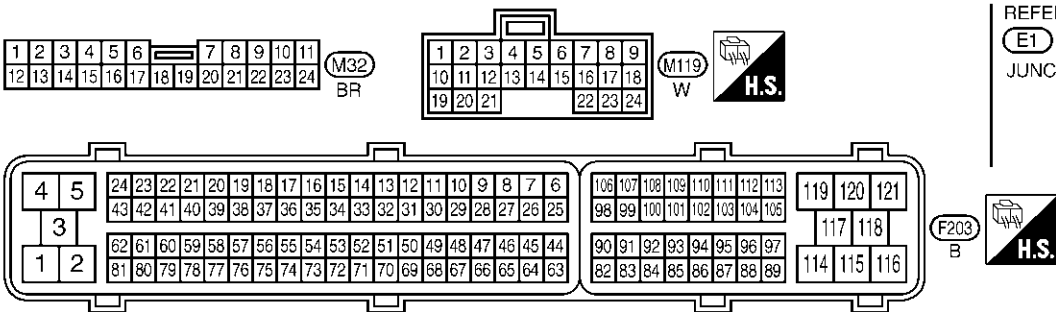 1 2 3 4 5 6 7 8 9 10 11
12 13 14 15 16 17 18 19 20 21 22 23 24
M32
BR
1 2 3 4 5 6 7 8 9
10 11 12 13 14 15 16 17 18
19 20 21 22 23 24
M119
W
H.S.
REFE
E1
JUNC
4 5
3
1 2
24 23 22 21 20 19 18 17 16 15 14 13 12 11 10 9 8 7 6
43 42 41 40 39 38 37 36 35 34 33 32 31 30 29 28 27 26 25
62 61 60 59 58 57 56 55 54 53 52 51 50 49 48 47 46 45 44
81 80 79 78 77 76 75 74 73 72 71 70 69 68 67 66 65 64 63
106 107 108 109 110 111 112 113
98 99 100 101 102 103 104 105
90 91 92 93 94 95 96 97
82 83 84 85 86 87 88 89
119 120 121
117 118
114 115 116
F203
B
H.S.